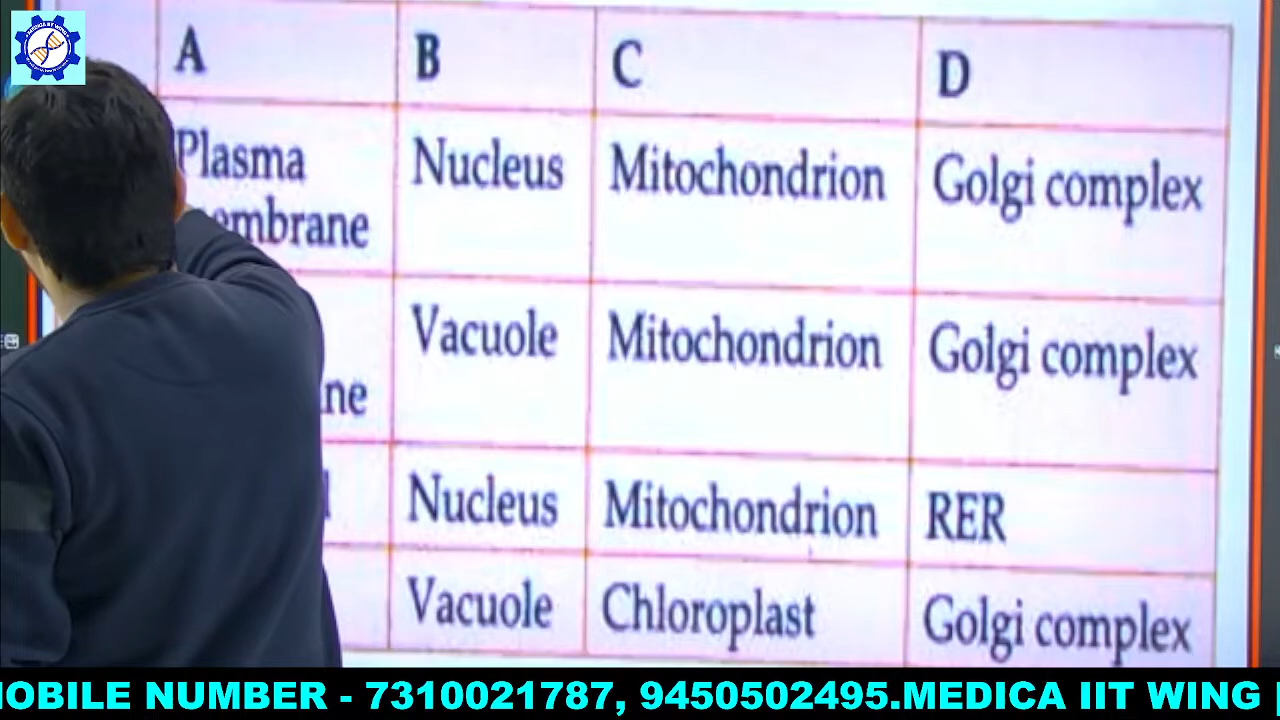 A B C D
Plasma Nucleus Mitochondrion Golgi complex
embrane
Vacuole Mitochondrion Golgi complex
ne
Nucleus Mitochondrion RER
Vacuole Chloroplast Golgi complex
MOBILE NUMBER - 7310021787, 9450502495.MEDICA IIT WING